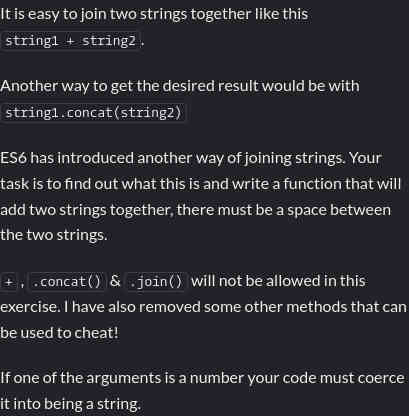 It is easy to join two strings together like this
string1 + string2.
Another way to get the desired result would be with
string1.concat(string2)
ES6 has introduced another way of joining strings. Your
task is to find out what this is and write a function that will
add two strings together, there must be a space between
the two strings.
+, .concat() & .join() will not be allowed in this
exercise. I have also removed some other methods that can
be used to cheat!
If one of the arguments is a number your code must coerce
it into being a string.